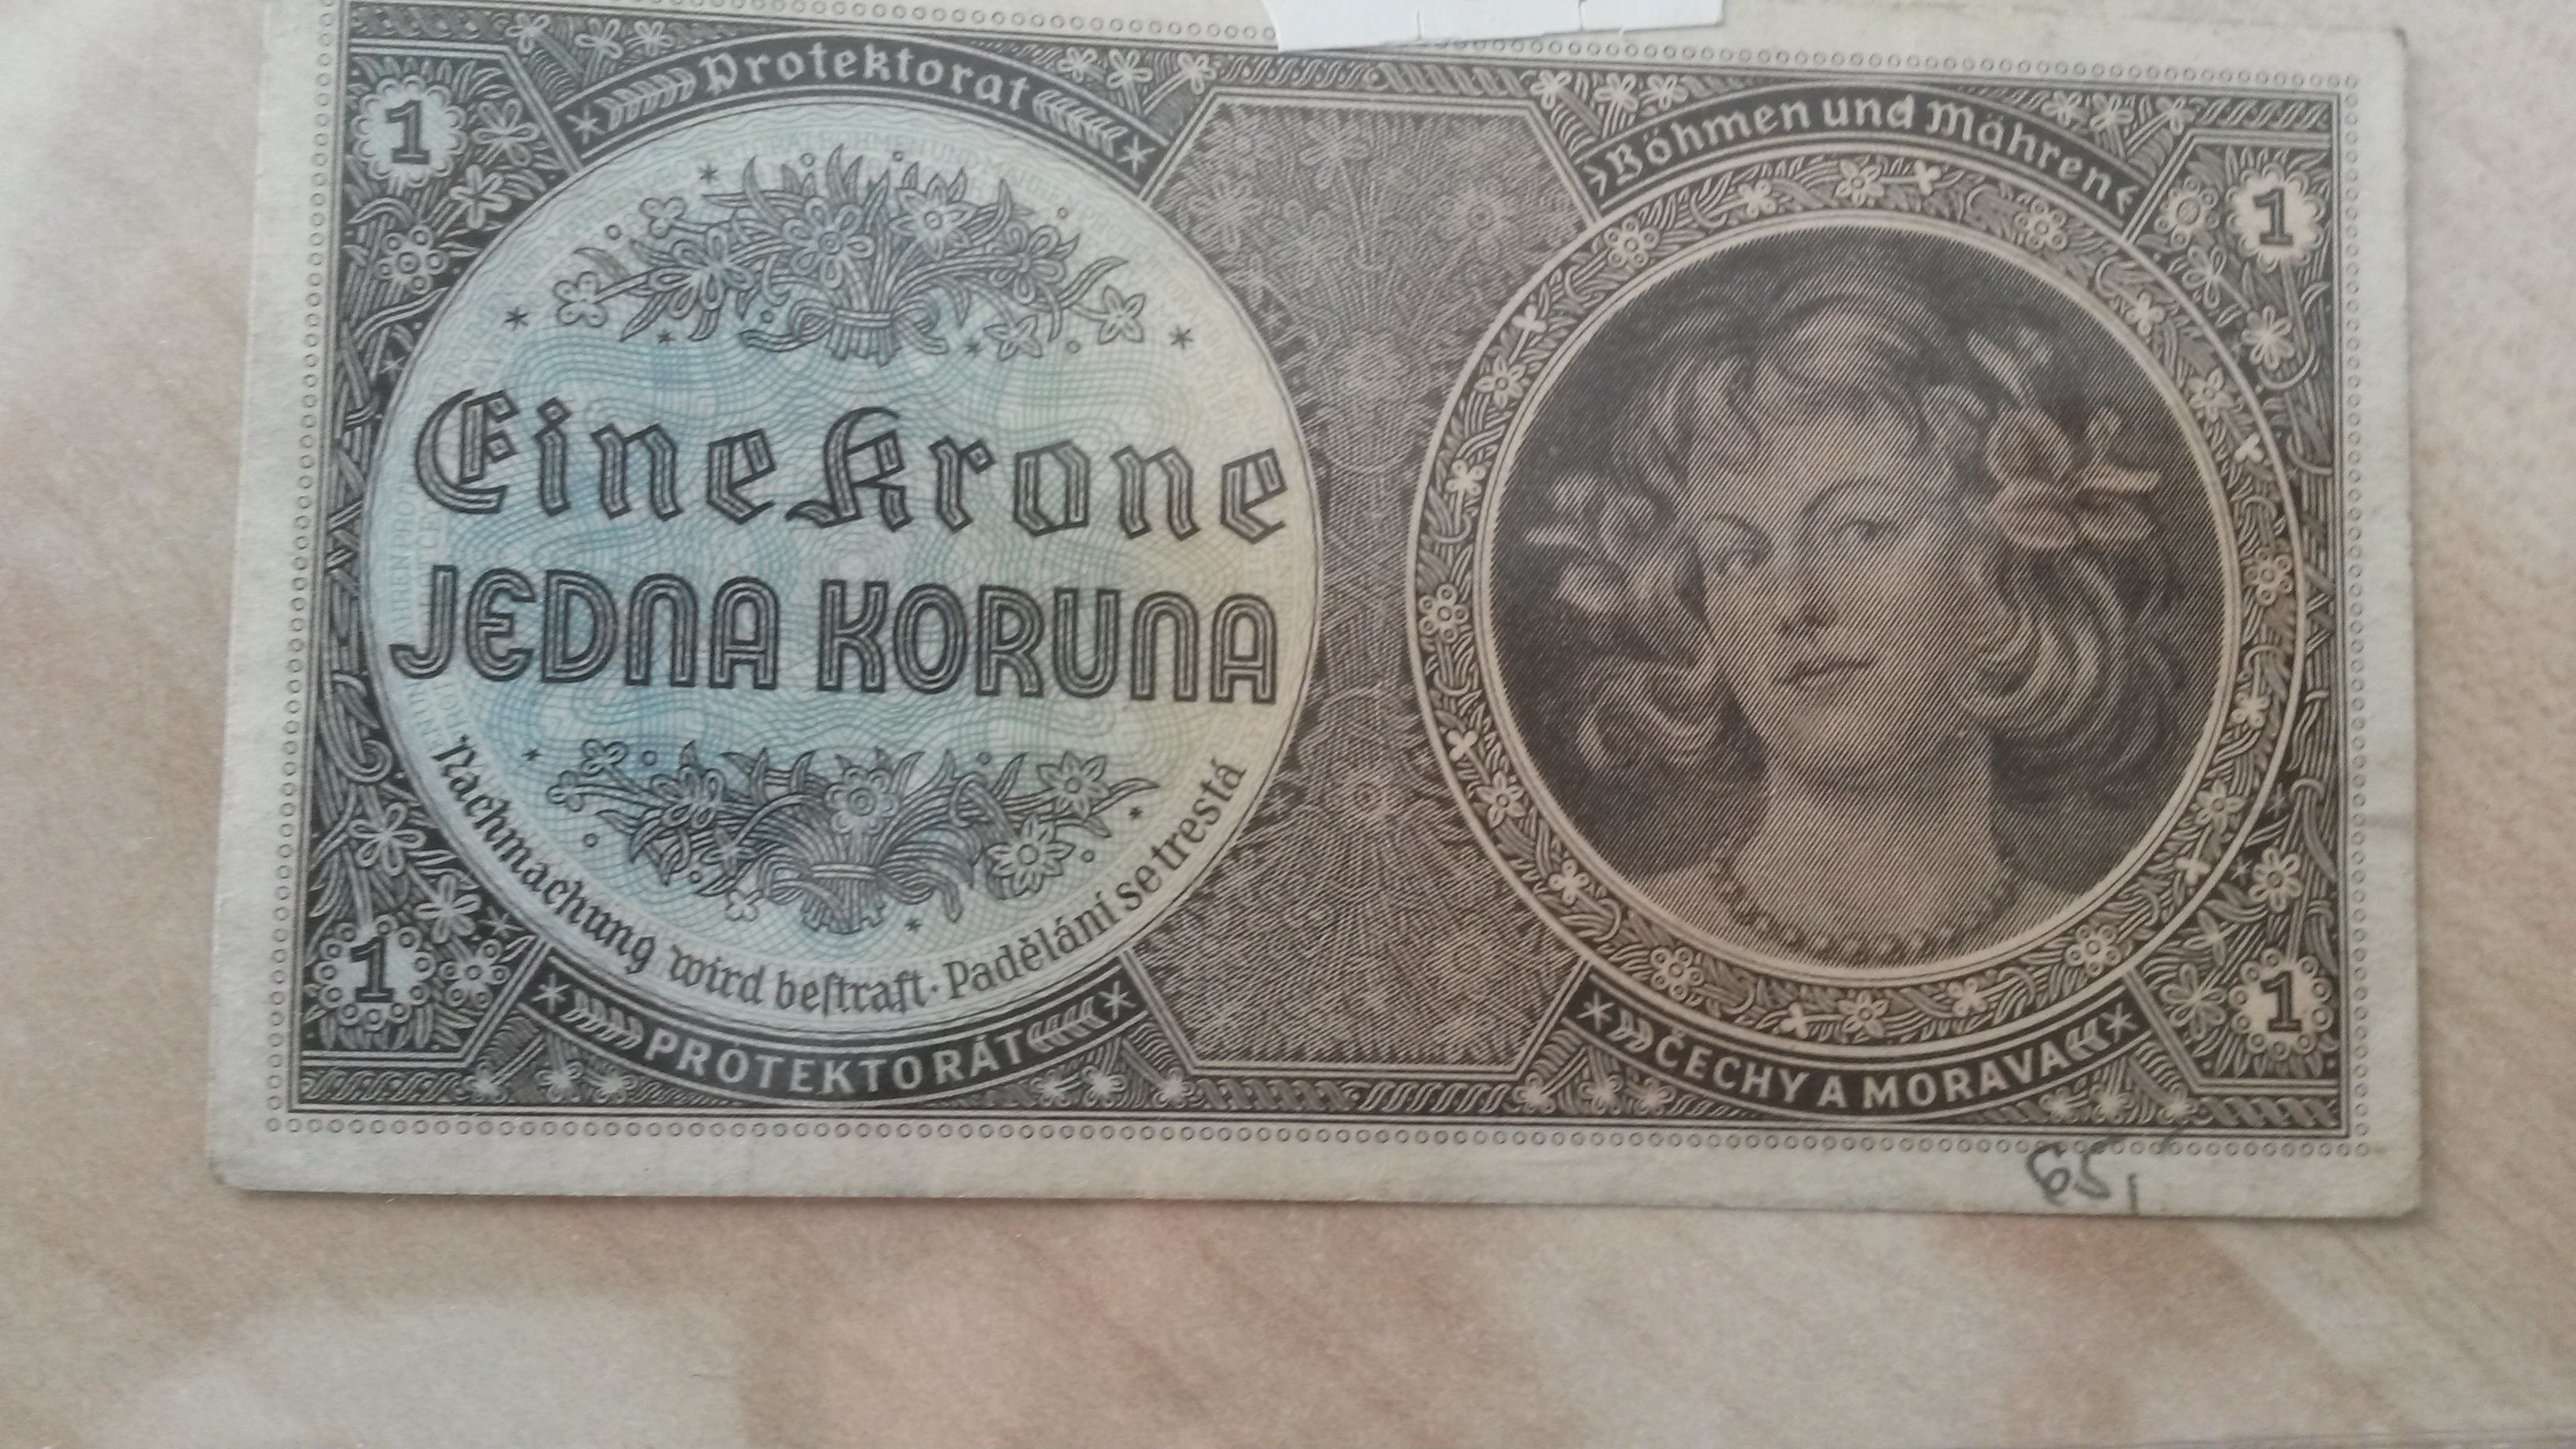 Protektorat
Böhmen und Mähren
1
1
Eine Krone
JEDNA KORUNA
Nachmachung wird beſtraft · Padělání se trestá
1
1
PROTEKTORÁT
ČECHY A MORAVA